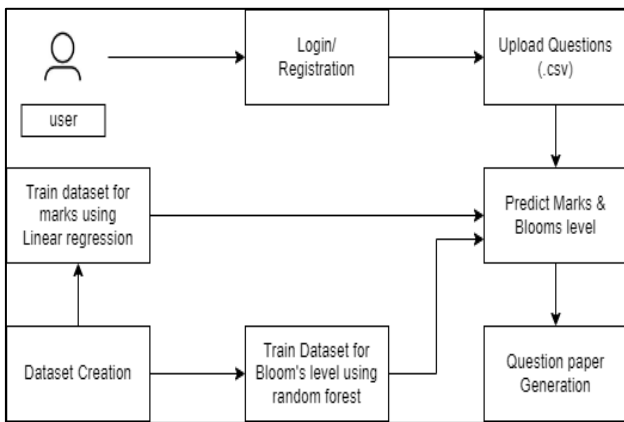 Login/
Registration
Upload Questions
(.csv)
user
Train dataset for
marks using
Linear regression
Predict Marks &
Blooms level
Dataset Creation
Train Dataset for
Bloom's level using
random forest
Question paper
Generation